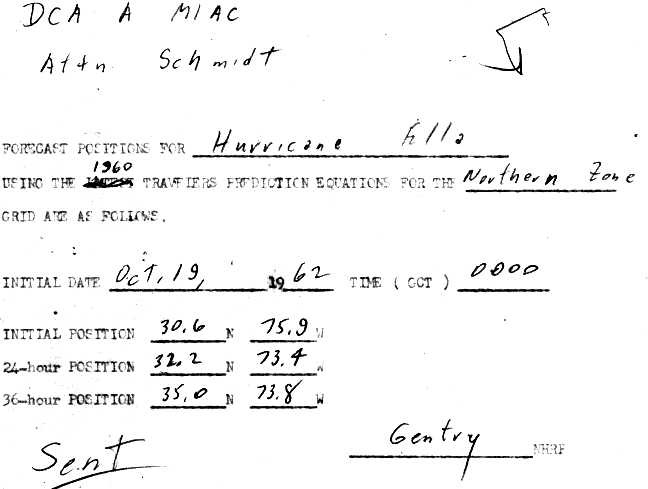 DCA A MIAC
Attn Schmidt
FORECAST POSITIONS FOR Hurricane Ella
1960
USING THE LATEST TRAVELERS PREDICTION EQUATIONS FOR THE Northern Zone
GRID ARE AS FOLLOWS.
INITIAL DATE Oct. 19, 1962 TIME ( GCT ) 0000
INITIAL POSITION 30.6 N 75.9 W
24-hour POSITION 32.2 N 73.4 W
36-hour POSITION 35.0 N 73.8 W
Gentry NHRP
Sent